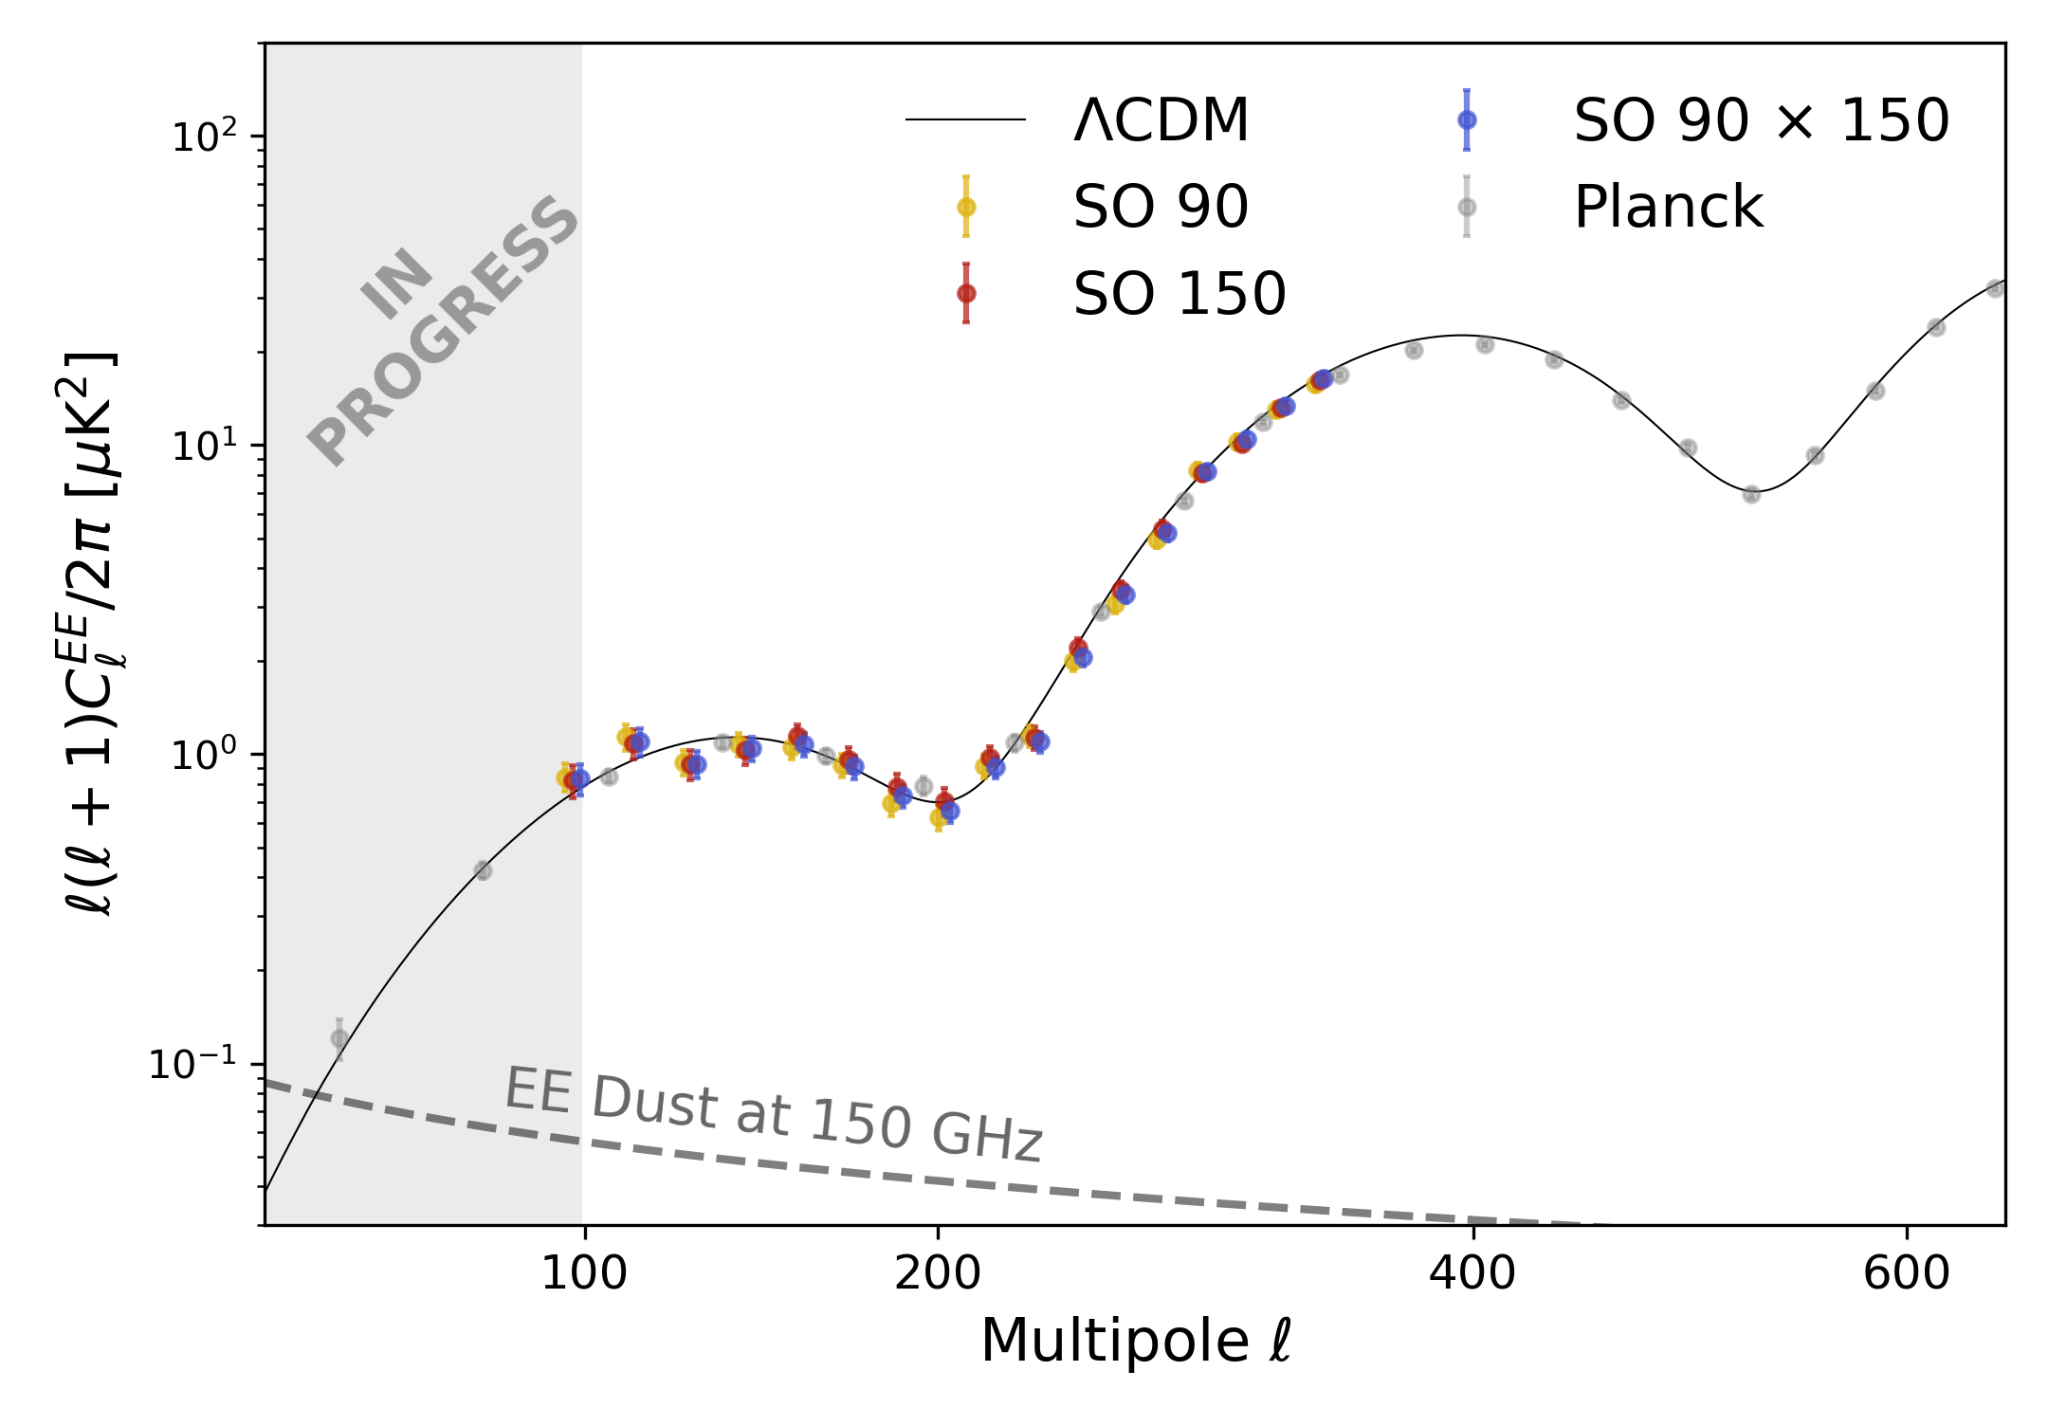 ΛCDM
SO 90
SO 150
SO 90 × 150
Planck
IN
PROGRESS
EE Dust at 150 GHz
10²
10¹
10⁰
10⁻¹
ℓ(ℓ + 1)C_ℓ^{EE}/2π [μK²]
100 200 400 600
Multipole ℓ